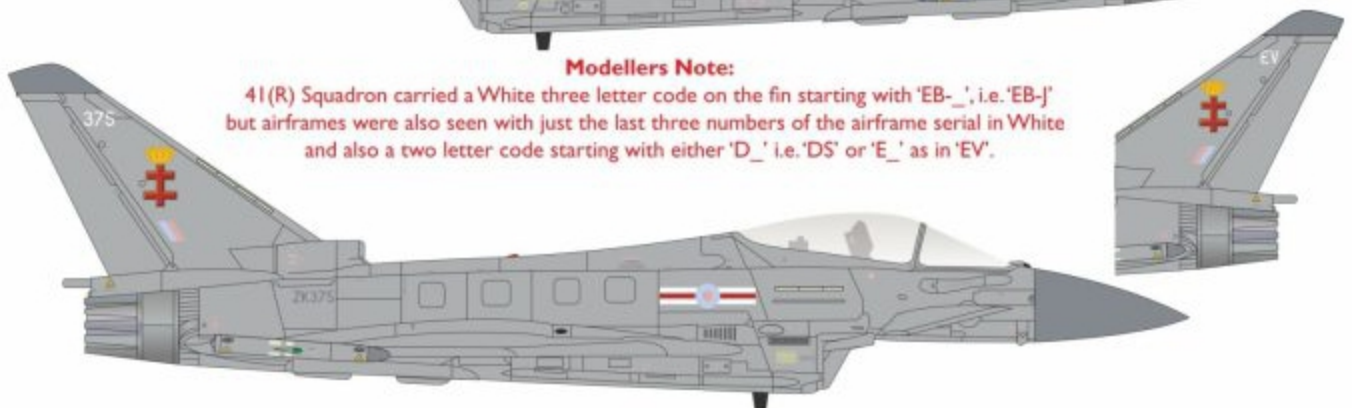 Modellers Note:
41(R) Squadron carried a White three letter code on the fin starting with ‘EB-_’, i.e. ‘EB-J’
but airframes were also seen with just the last three numbers of the airframe serial in White
and also a two letter code starting with either ‘D_’ i.e. ‘DS’ or ‘E_’ as in ‘EV’.
EV
375
ZK375